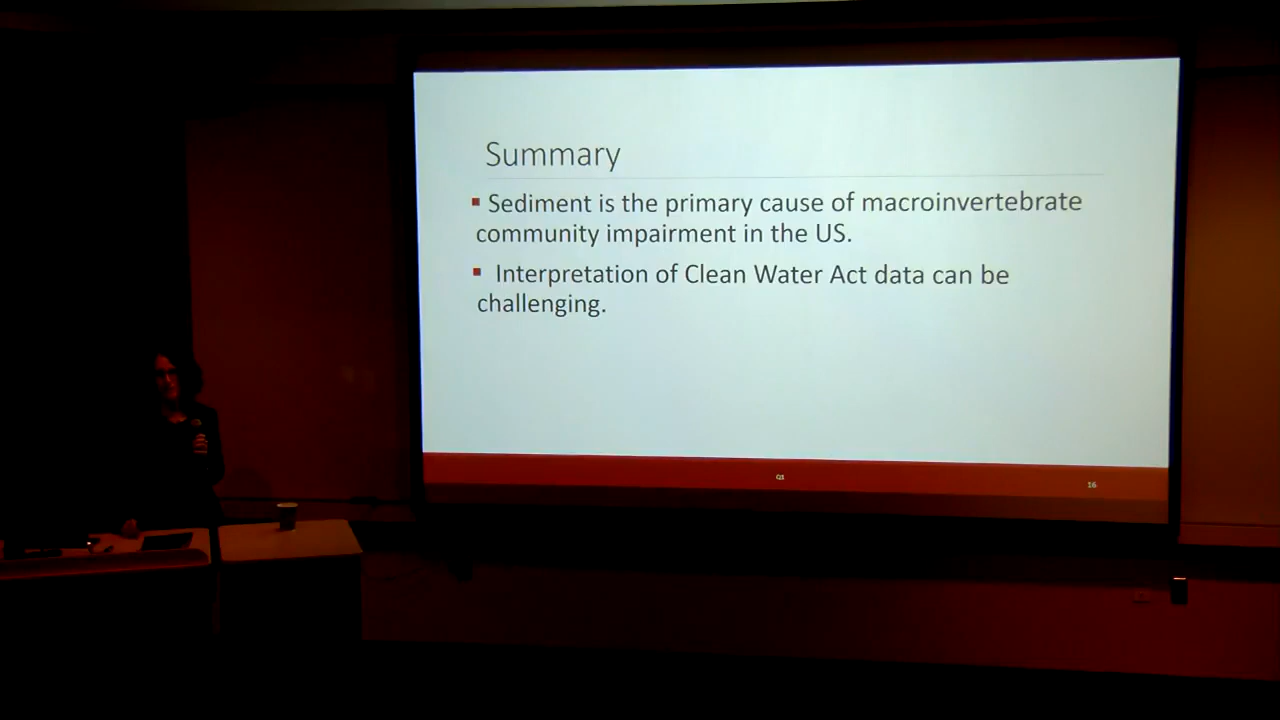 Summary
▪ Sediment is the primary cause of macroinvertebrate
community impairment in the US.
▪ Interpretation of Clean Water Act data can be
challenging.
16